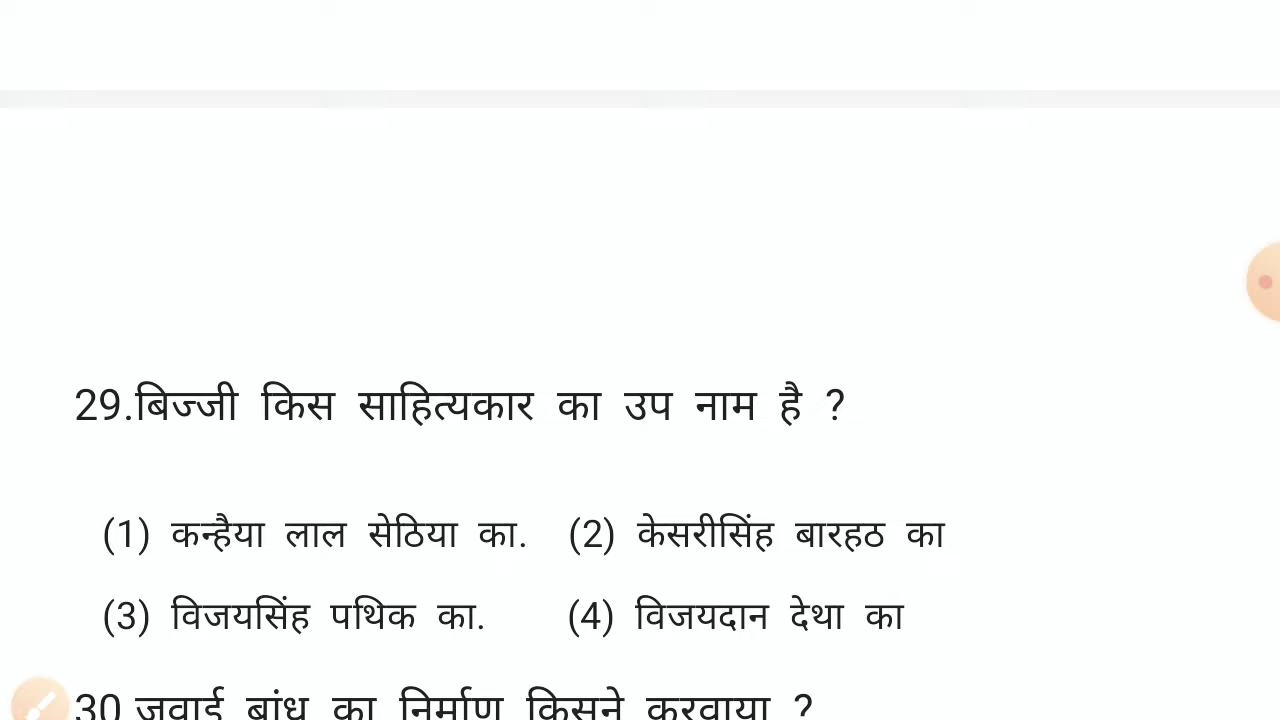 29.बिज्जी किस साहित्यकार का उप नाम है ?
(1) कन्हैया लाल सेठिया का. (2) केसरीसिंह बारहठ का
(3) विजयसिंह पथिक का. (4) विजयदान देथा का
30 जवाई बांध का निर्माण किसने करवाया ?